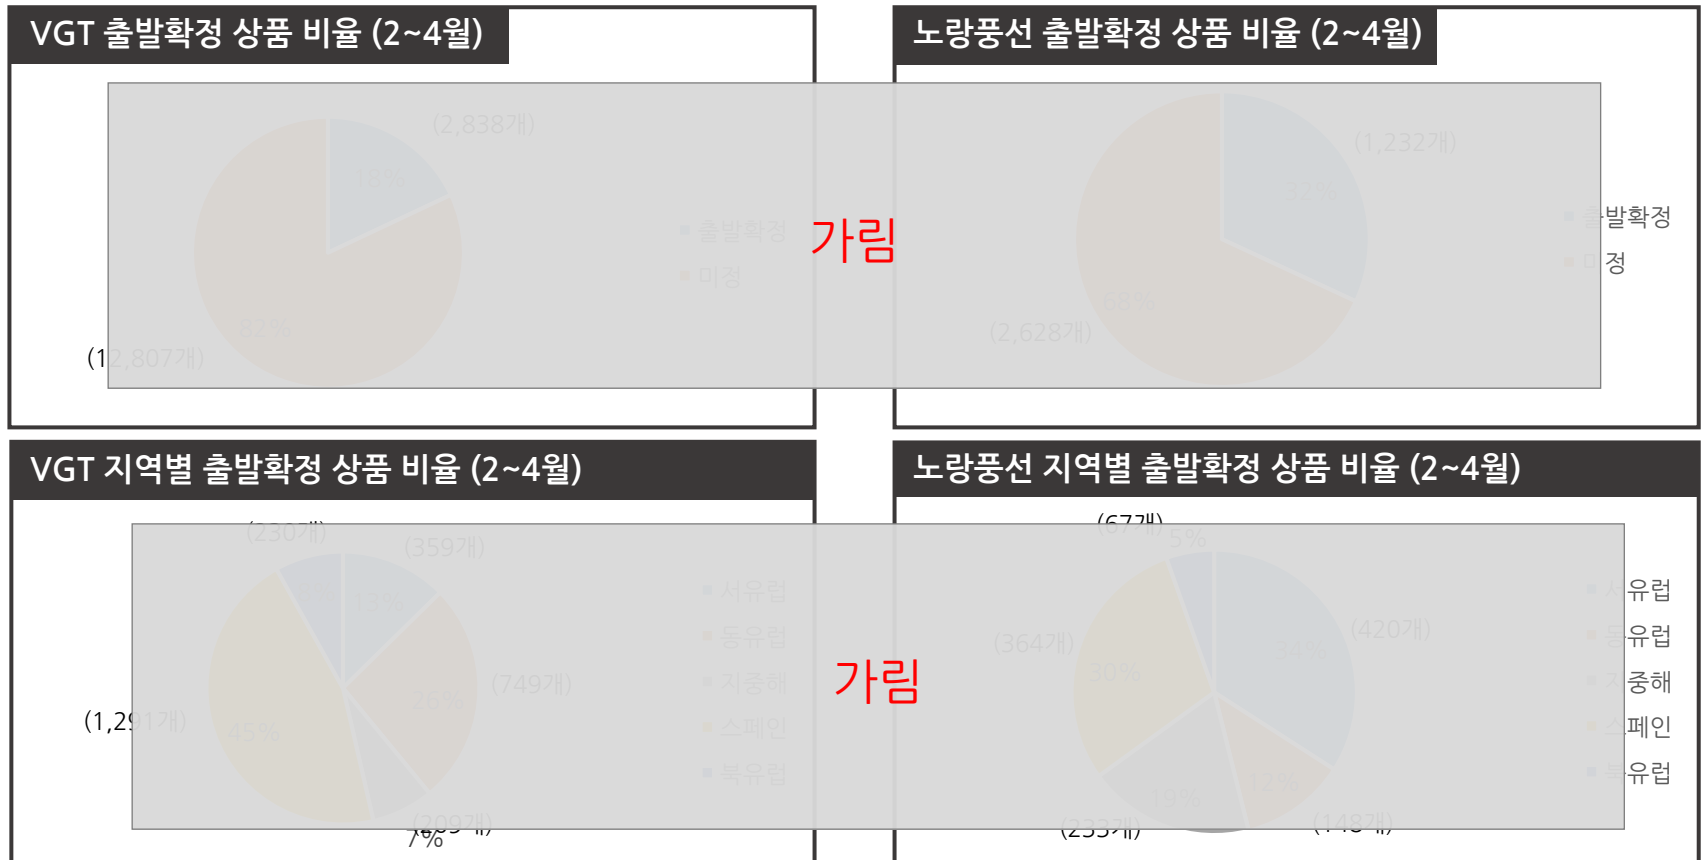 VGT 출발확정 상품 비율 (2~4월)
(2,838개)
18%
82%
(12,807개)
출발확정
미정
노랑풍선 출발확정 상품 비율 (2~4월)
(1,232개)
32%
68%
(2,628개)
출발확정
미정
가림
VGT 지역별 출발확정 상품 비율 (2~4월)
(230개)
(359개)
13%
(749개)
26%
(1,291개)
45%
(209개)
7%
서유럽
동유럽
지중해
스페인
북유럽
노랑풍선 지역별 출발확정 상품 비율 (2~4월)
(67개)
5%
(420개)
34%
(364개)
30%
12%
19%
(233개)
(148개)
서유럽
동유럽
지중해
스페인
북유럽
가림